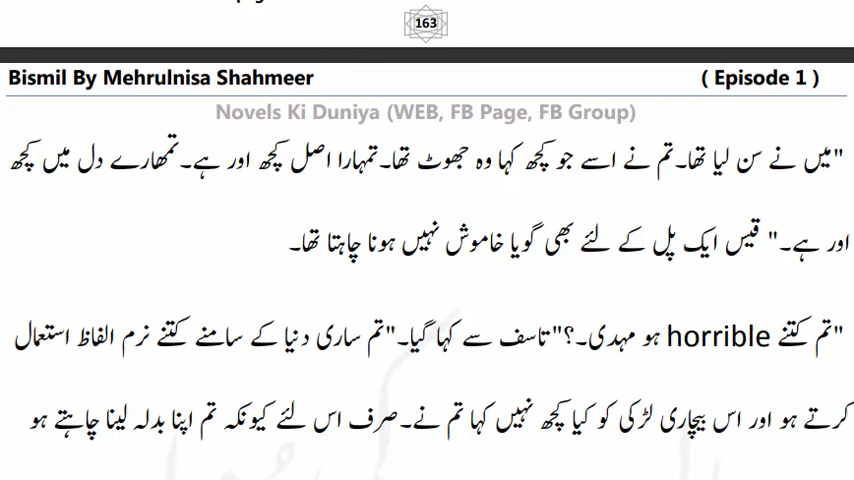 163
Bismil By Mehrulnisa Shahmeer ( Episode 1 )
Novels Ki Duniya (WEB, FB Page, FB Group)
"میں نے سن لیا تھا۔تم نے اسے جو کچھ کہا وہ جھوٹ تھا۔تمہارا اصل کچھ اور ہے۔تمھارے دل میں کچھ
اور ہے۔" قیس ایک پل کے لئے بھی گویا خاموش نہیں ہونا چاہتا تھا۔
"تم کتنے horrible ہو مہدی۔؟"تاسف سے کہا گیا۔"تم ساری دنیا کے سامنے کتنے نرم الفاظ استعمال
کرتے ہو اور اس بیچاری لڑکی کو کیا کچھ نہیں کہا تم نے۔صرف اس لئے کیونکہ تم اپنا بدلہ لینا چاہتے ہو